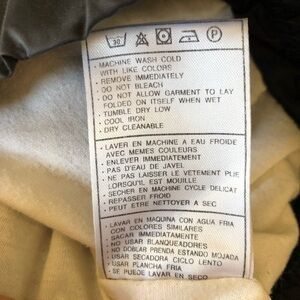 30 P
· MACHINE WASH COLD
WITH LIKE COLORS
· REMOVE IMMEDIATELY
· DO NOT BLEACH
· DO NOT ALLOW GARMENT TO LAY
FOLDED ON ITSELF WHEN WET
· TUMBLE DRY LOW
· COOL IRON
· DRY CLEANABLE
· LAVER EN MACHINE A EAU FROIDE
AVEC MEMES COULEURS
· ENLEVER IMMEDIATEMENT
· PAS D'EAU DE JAVEL
· NE PAS LAISSER LE VETEMENT PLIE
LORSQU'IL EST MOUILLE
· SECHER EN MACHINE CYCLE DELICAT
· REPASSER FROID
· PEUT ETRE NETTOYER A SEC
· LAVAR EN MAQUINA CON AGUA FRIA
CON COLORES SIMILARES
· SACAR IMMEDIATAMENTE
· NO USAR BLANQUEADORES
· NO DOBLAR PRENDA ESTANDO MOJADA
· USAR SECADORA CICLO LENTO
· USAR PLANCHA FRIA
· SE PUEDE LAVAR EN SECO